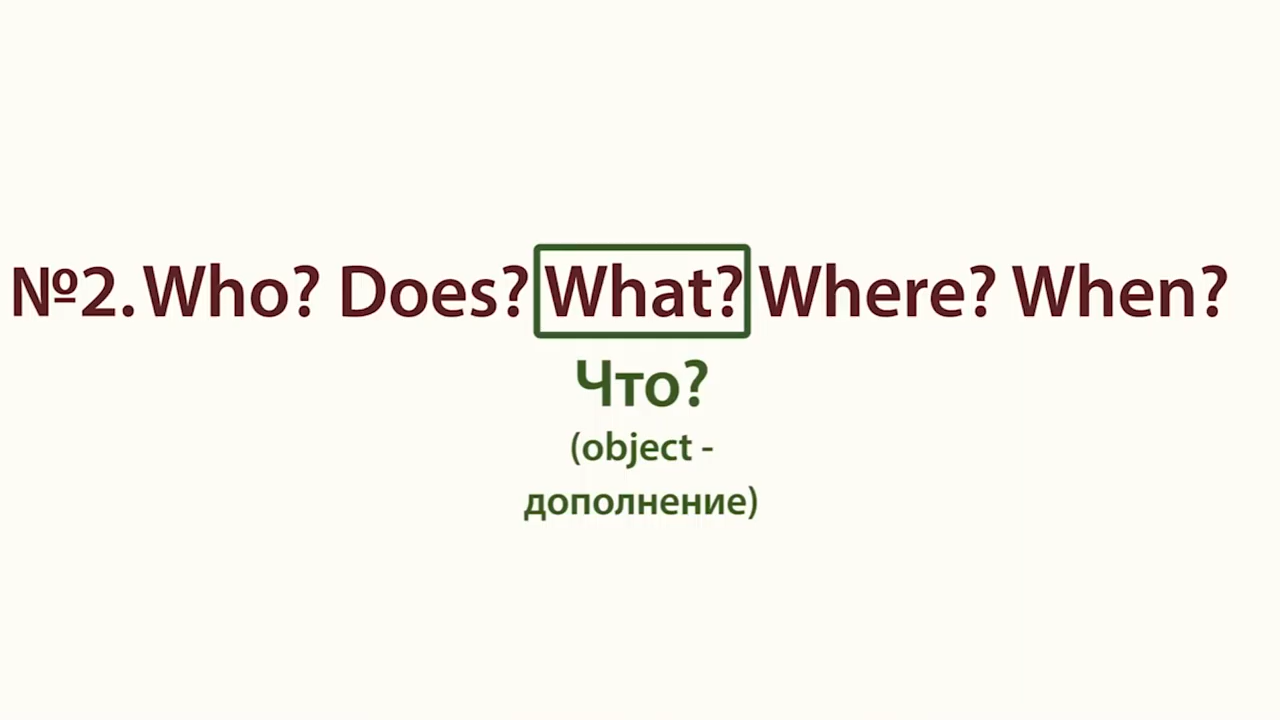 №2. Who? Does? What? Where? When?
Что?
(object -
дополнение)